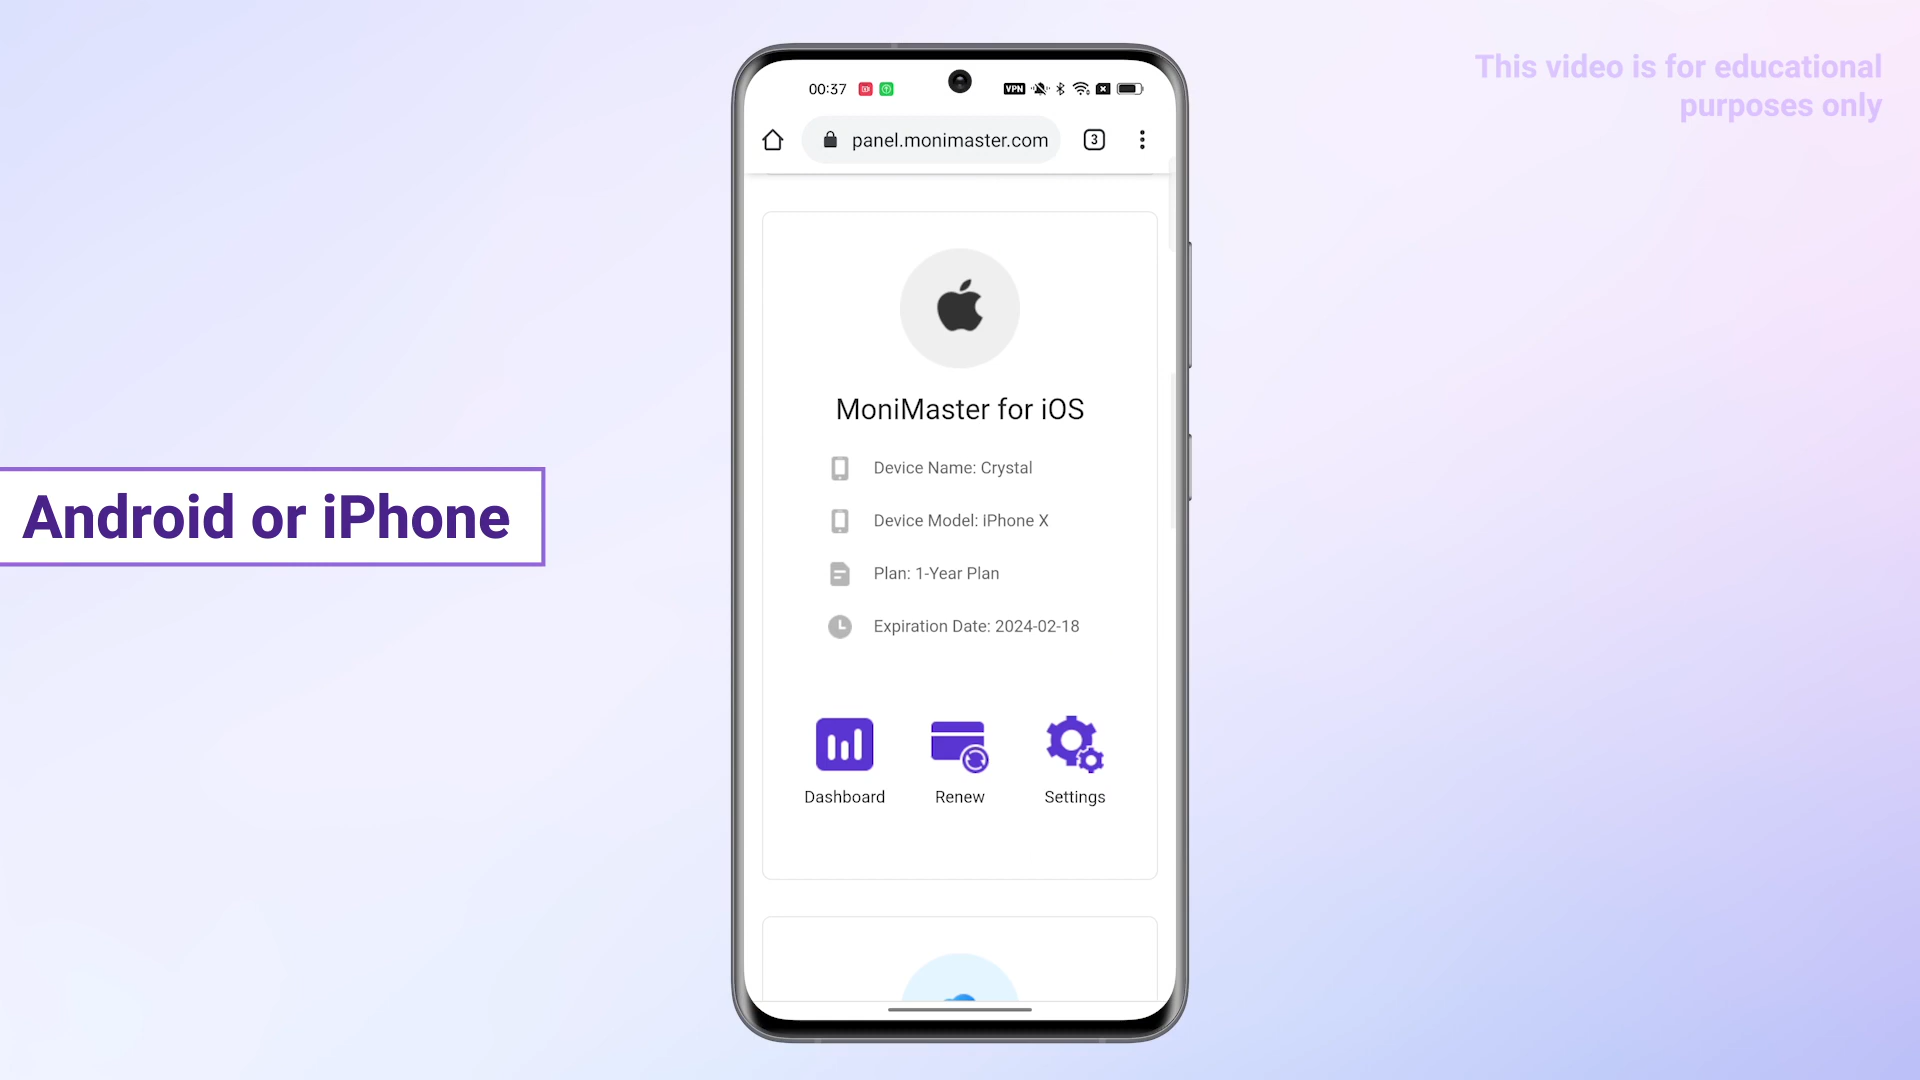 This video is for educational
purposes only
00:37
VPN
panel.monimaster.com
3
MoniMaster for iOS
Device Name: Crystal
Device Model: iPhone X
Plan: 1-Year Plan
Expiration Date: 2024-02-18
Dashboard
Renew
Settings
Android or iPhone